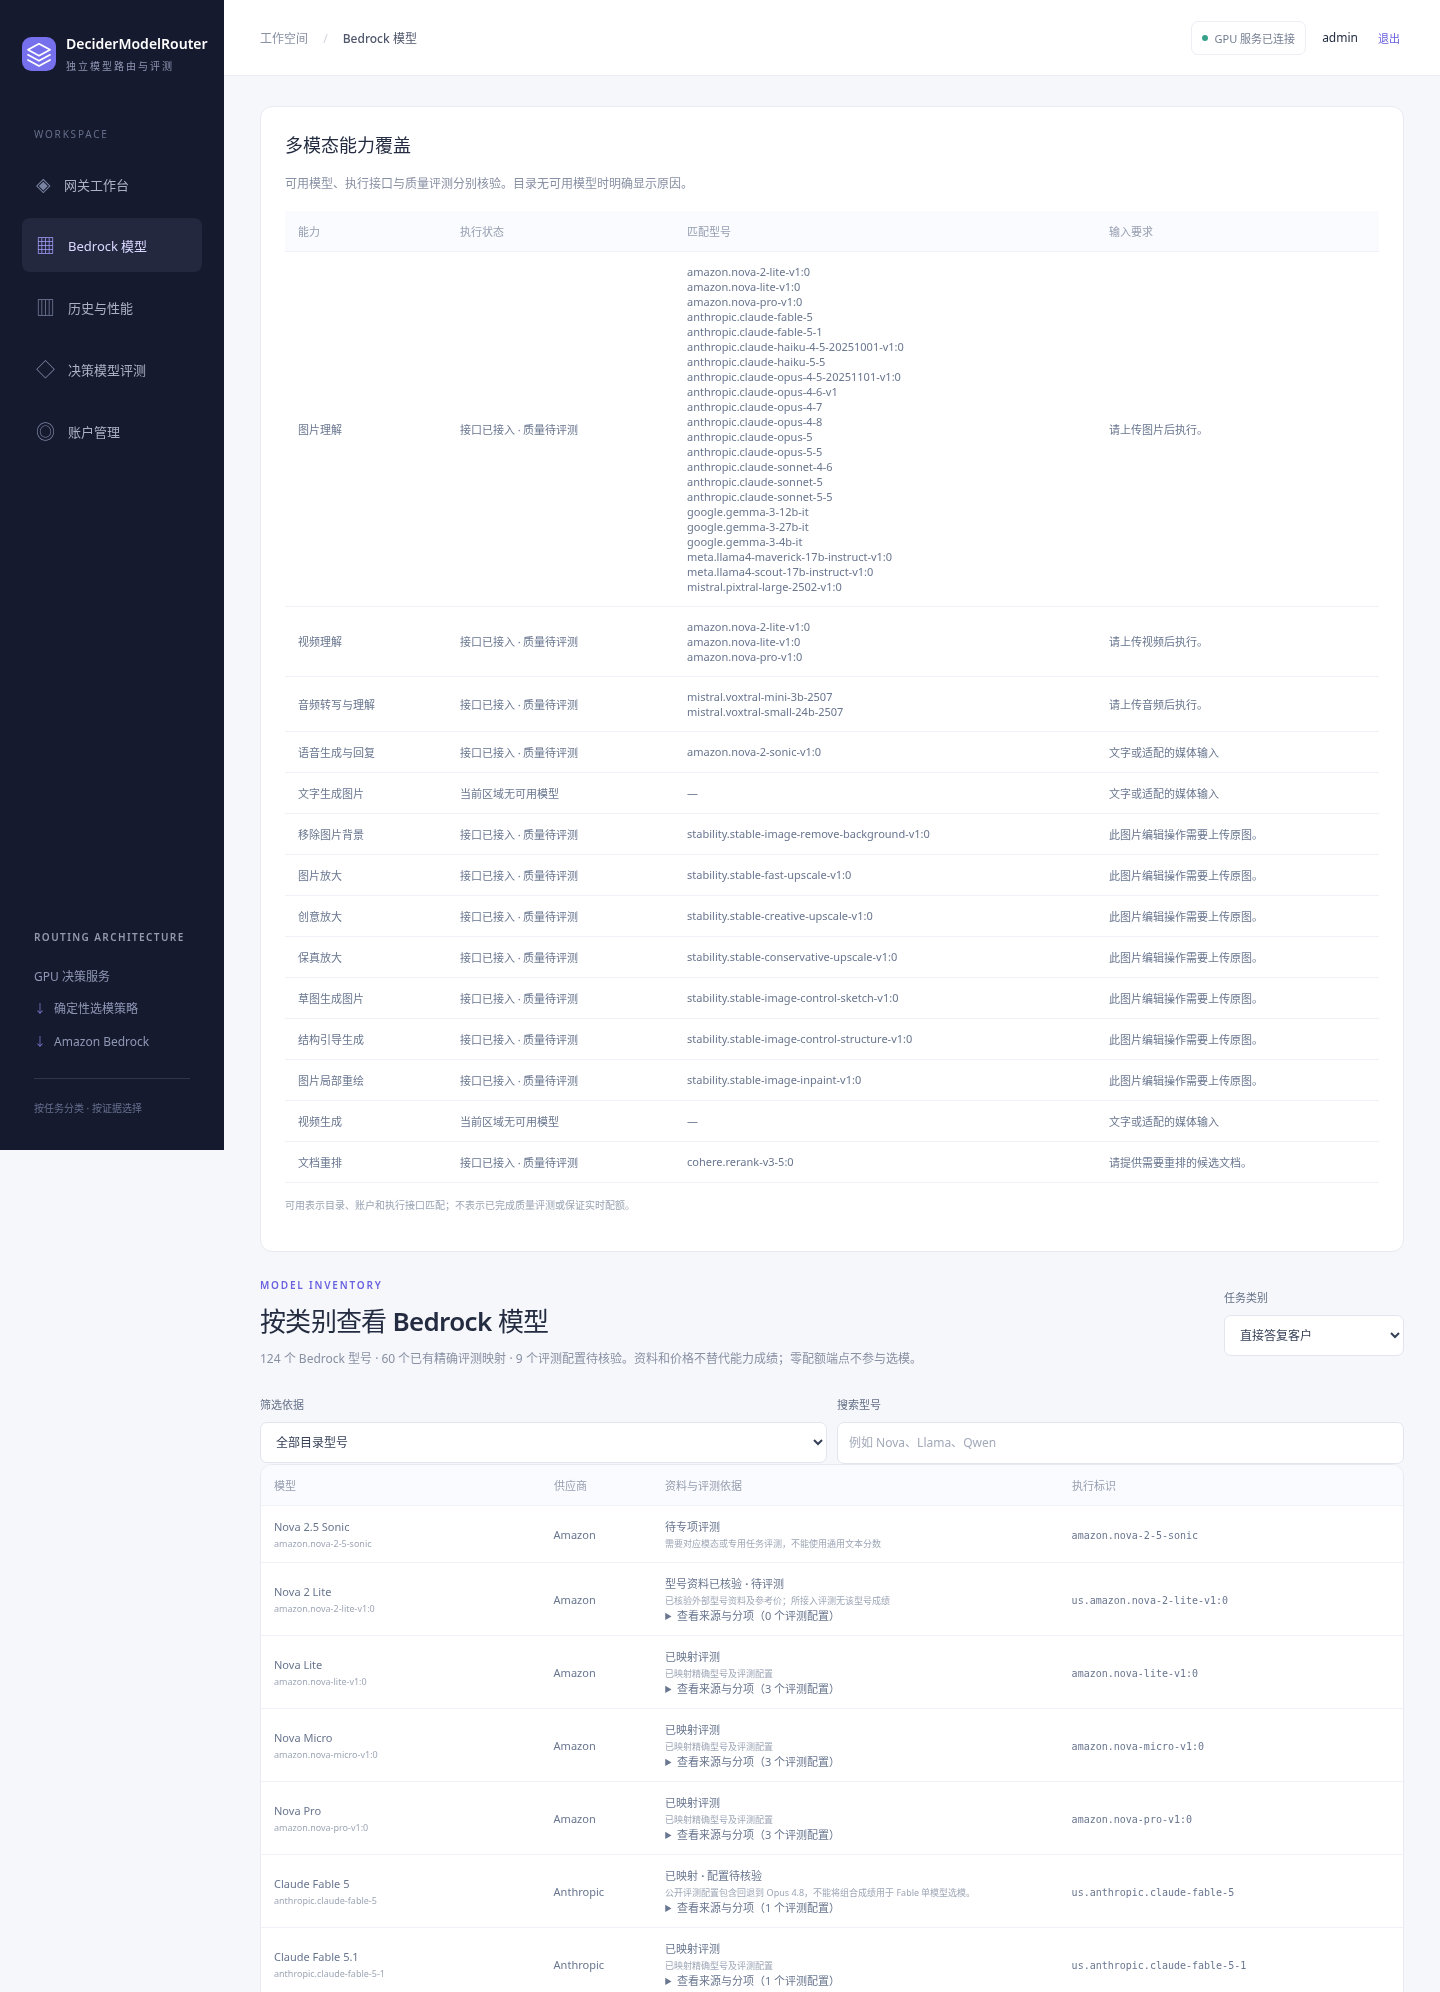 DeciderModelRouter
独立模型路由与评测
WORKSPACE
网关工作台
Bedrock 模型
历史与性能
决策模型评测
账户管理
ROUTING ARCHITECTURE
GPU 决策服务
↓ 确定性选模策略
↓ Amazon Bedrock
按任务分类 · 按证据选择
工作空间 / Bedrock 模型
GPU 服务已连接 admin 退出
多模态能力覆盖
可用模型、执行接口与质量评测分别核验。目录无可用模型时明确显示原因。
能力 执行状态 匹配型号 输入要求
图片理解 接口已接入 · 质量待评测
amazon.nova-2-lite-v1:0
amazon.nova-lite-v1:0
amazon.nova-pro-v1:0
anthropic.claude-fable-5
anthropic.claude-fable-5-1
anthropic.claude-haiku-4-5-20251001-v1:0
anthropic.claude-haiku-5-5
anthropic.claude-opus-4-5-20251101-v1:0
anthropic.claude-opus-4-6-v1
anthropic.claude-opus-4-7
anthropic.claude-opus-4-8
anthropic.claude-opus-5
anthropic.claude-opus-5-5
anthropic.claude-sonnet-4-6
anthropic.claude-sonnet-5
anthropic.claude-sonnet-5-5
google.gemma-3-12b-it
google.gemma-3-27b-it
google.gemma-3-4b-it
meta.llama4-maverick-17b-instruct-v1:0
meta.llama4-scout-17b-instruct-v1:0
mistral.pixtral-large-2502-v1:0
请上传图片后执行。
视频理解 接口已接入 · 质量待评测
amazon.nova-2-lite-v1:0
amazon.nova-lite-v1:0
amazon.nova-pro-v1:0
请上传视频后执行。
音频转写与理解 接口已接入 · 质量待评测
mistral.voxtral-mini-3b-2507
mistral.voxtral-small-24b-2507
请上传音频后执行。
语音生成与回复 接口已接入 · 质量待评测 amazon.nova-2-sonic-v1:0 文字或适配的媒体输入
文字生成图片 当前区域无可用模型 — 文字或适配的媒体输入
移除图片背景 接口已接入 · 质量待评测 stability.stable-image-remove-background-v1:0 此图片编辑操作需要上传原图。
图片放大 接口已接入 · 质量待评测 stability.stable-fast-upscale-v1:0 此图片编辑操作需要上传原图。
创意放大 接口已接入 · 质量待评测 stability.stable-creative-upscale-v1:0 此图片编辑操作需要上传原图。
保真放大 接口已接入 · 质量待评测 stability.stable-conservative-upscale-v1:0 此图片编辑操作需要上传原图。
草图生成图片 接口已接入 · 质量待评测 stability.stable-image-control-sketch-v1:0 此图片编辑操作需要上传原图。
结构引导生成 接口已接入 · 质量待评测 stability.stable-image-control-structure-v1:0 此图片编辑操作需要上传原图。
图片局部重绘 接口已接入 · 质量待评测 stability.stable-image-inpaint-v1:0 此图片编辑操作需要上传原图。
视频生成 当前区域无可用模型 — 文字或适配的媒体输入
文档重排 接口已接入 · 质量待评测 cohere.rerank-v3-5:0 请提供需要重排的候选文档。
可用表示目录、账户和执行接口匹配；不表示已完成质量评测或保证实时配额。
MODEL INVENTORY
按类别查看 Bedrock 模型
124 个 Bedrock 型号 · 60 个已有精确评测映射 · 9 个评测配置待核验。资料和价格不替代能力成绩；零配额端点不参与选模。
任务类别
直接答复客户
筛选依据
全部目录型号
搜索型号
例如 Nova、Llama、Qwen
模型 供应商 资料与评测依据 执行标识
Nova 2.5 Sonic
amazon.nova-2-5-sonic
Amazon
待专项评测
需要对应模态或专用任务评测，不能使用通用文本分数
amazon.nova-2-5-sonic
Nova 2 Lite
amazon.nova-2-lite-v1:0
Amazon
型号资料已核验 · 待评测
已核验外部型号资料及参考价；所接入评测无该型号成绩
▶ 查看来源与分项（0 个评测配置）
us.amazon.nova-2-lite-v1:0
Nova Lite
amazon.nova-lite-v1:0
Amazon
已映射评测
已映射精确型号及评测配置
▶ 查看来源与分项（3 个评测配置）
amazon.nova-lite-v1:0
Nova Micro
amazon.nova-micro-v1:0
Amazon
已映射评测
已映射精确型号及评测配置
▶ 查看来源与分项（3 个评测配置）
amazon.nova-micro-v1:0
Nova Pro
amazon.nova-pro-v1:0
Amazon
已映射评测
已映射精确型号及评测配置
▶ 查看来源与分项（3 个评测配置）
amazon.nova-pro-v1:0
Claude Fable 5
anthropic.claude-fable-5
Anthropic
已映射 · 配置待核验
公开评测配置包含回退到 Opus 4.8，不能将组合成绩用于 Fable 单模型选模。
▶ 查看来源与分项（1 个评测配置）
us.anthropic.claude-fable-5
Claude Fable 5.1
anthropic.claude-fable-5-1
Anthropic
已映射评测
已映射精确型号及评测配置
▶ 查看来源与分项（1 个评测配置）
us.anthropic.claude-fable-5-1